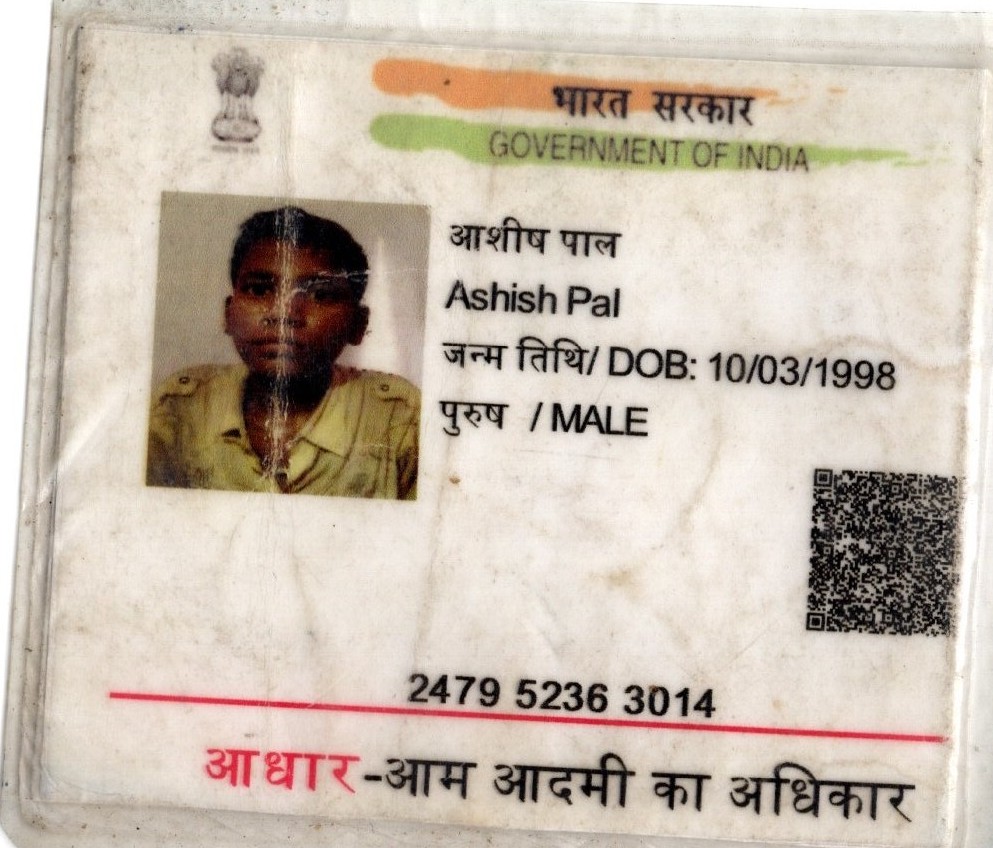 भारत सरकार
GOVERNMENT OF INDIA
आशीष पाल
Ashish Pal
जन्म तिथि/ DOB: 10/03/1998
पुरुष / MALE
2479 5236 3014
आधार-आम आदमी का अधिकार